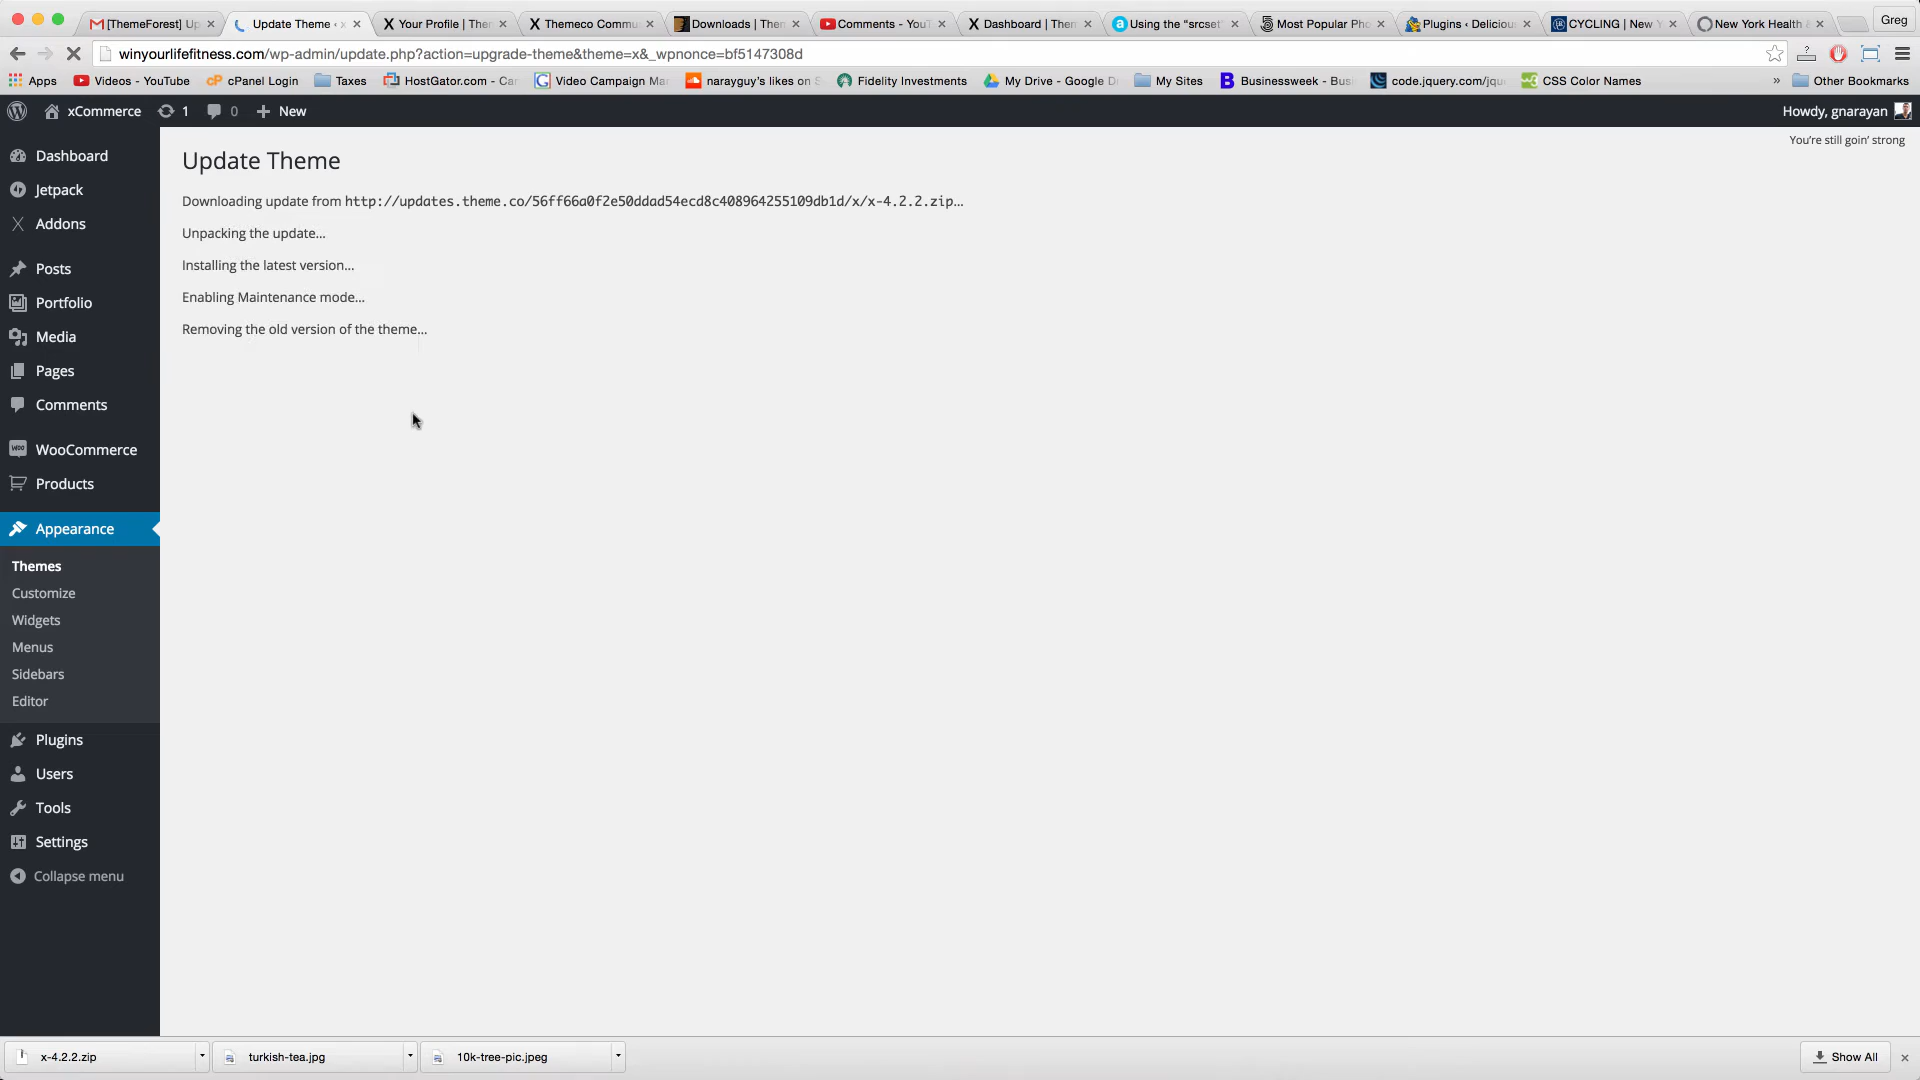 [ThemeForest] Up
Update Theme ‹ x
Your Profile | Them
Themeco Commu
Downloads | Them
Comments - YouT
Dashboard | Them
Using the "srcset"
Most Popular Pho
Plugins ‹ Deliciou
CYCLING | New Y
New York Health &
Greg
winyourlifefitness.com/wp-admin/update.php?action=upgrade-theme&theme=x&_wpnonce=bf5147308d
Apps
Videos - YouTube
cPanel Login
Taxes
HostGator.com - Car
Video Campaign Mar
narayguy's likes on S
Fidelity Investments
My Drive - Google Dr
My Sites
Businessweek - Busi
code.jquery.com/jqu
CSS Color Names
»
Other Bookmarks
xCommerce
1
0
New
Howdy, gnarayan
You're still goin' strong
Dashboard
Jetpack
Addons
Posts
Portfolio
Media
Pages
Comments
WooCommerce
Products
Appearance
Themes
Customize
Widgets
Menus
Sidebars
Editor
Plugins
Users
Tools
Settings
Collapse menu
Update Theme
Downloading update from http://updates.theme.co/56ff66a0f2e50ddad54ecd8c408964255109db1d/x/x-4.2.2.zip…
Unpacking the update…
Installing the latest version…
Enabling Maintenance mode…
Removing the old version of the theme…
x-4.2.2.zip
turkish-tea.jpg
10k-tree-pic.jpeg
Show All